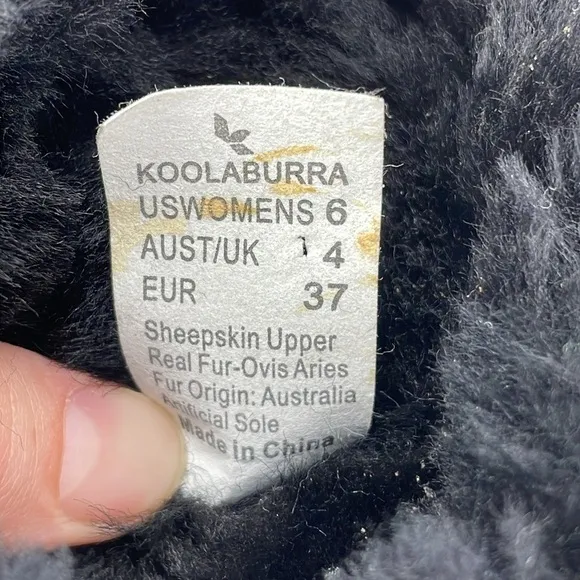 KOOLABURRA
USWOMENS 6
AUST/UK 4
EUR 37
Sheepskin Upper
Real Fur-Ovis Aries
Fur Origin: Australia
Artificial Sole
Made in China